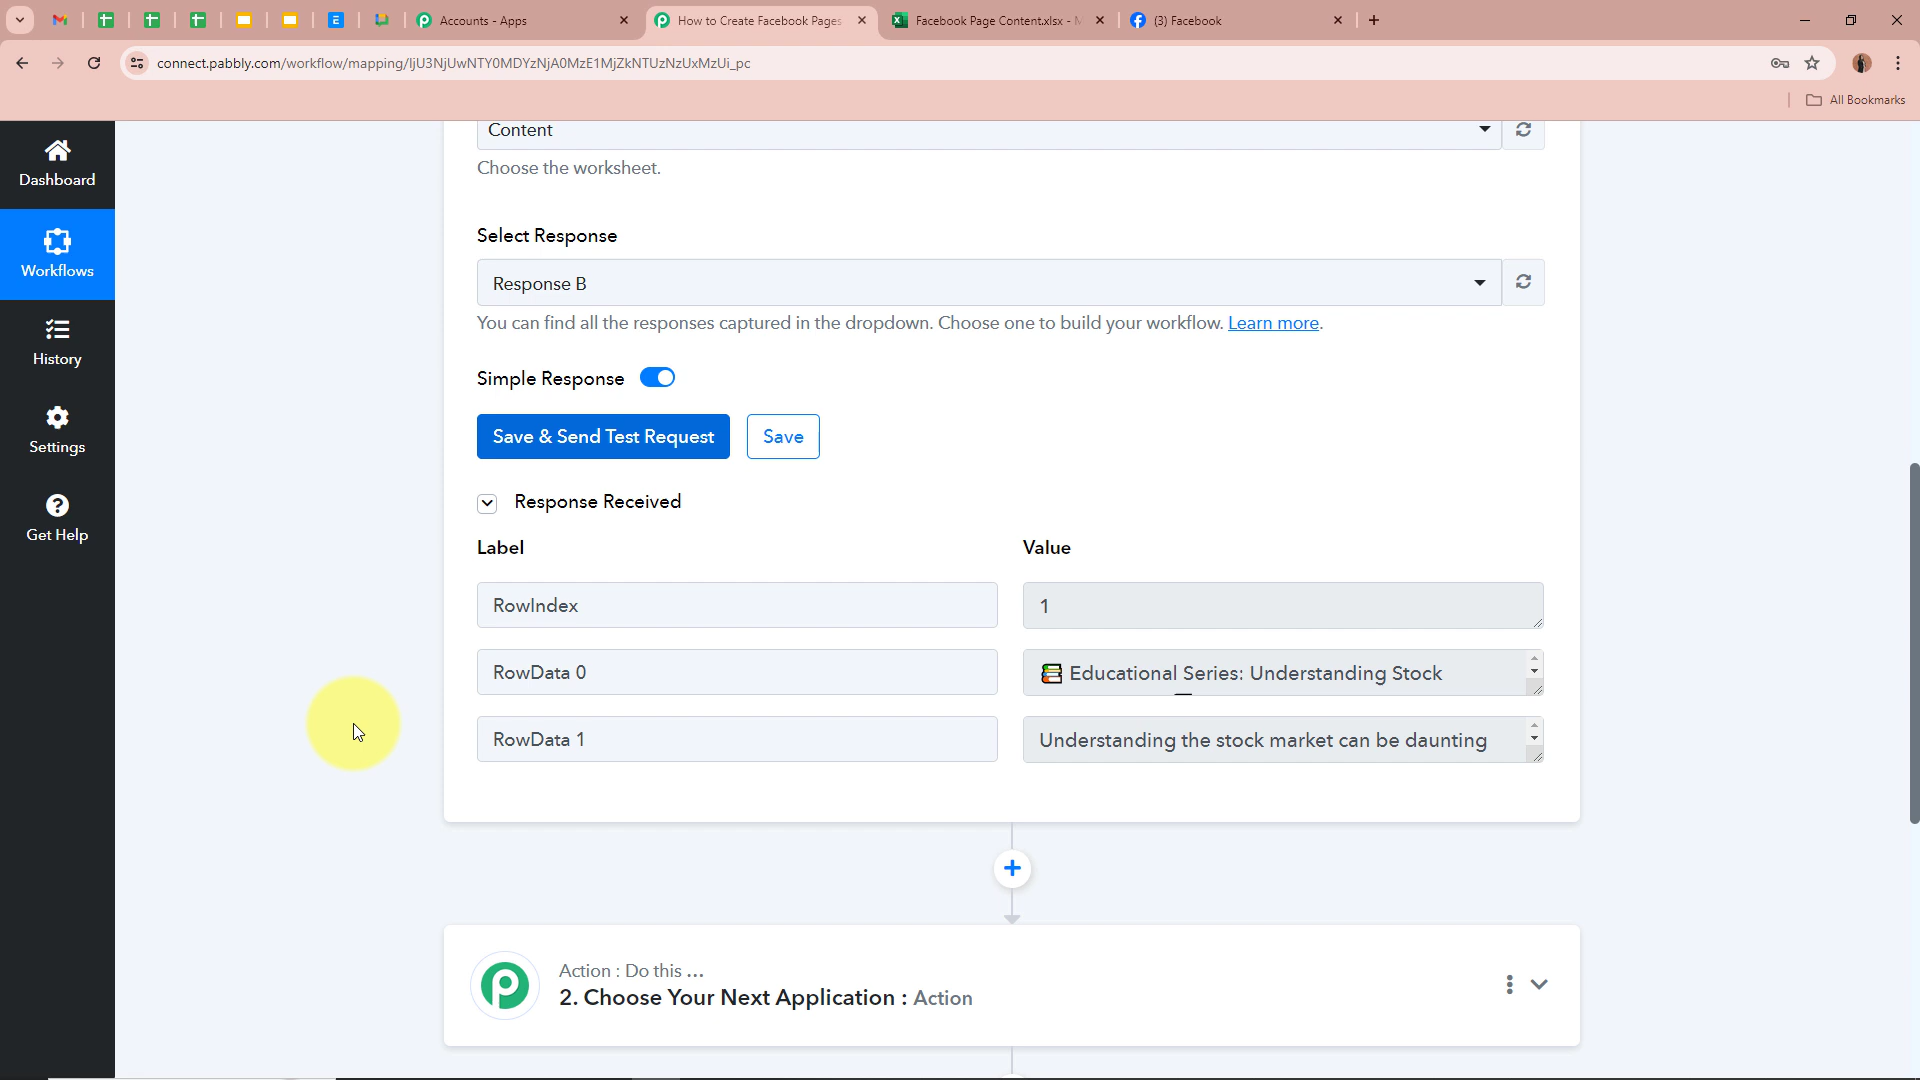 Accounts - Apps
How to Create Facebook Pages
Facebook Page Content.xlsx - M
(3) Facebook
connect.pabbly.com/workflow/mapping/IjU3NjUwNTY0MDYzNjA0MzE1MjZkNTUzNzUxMzUi_pc
All Bookmarks
Dashboard
Workflows
History
Settings
Get Help
Content
Choose the worksheet.
Select Response
Response B
You can find all the responses captured in the dropdown. Choose one to build your workflow. Learn more.
Simple Response
Save & Send Test Request
Save
Response Received
Label
Value
RowIndex
1
RowData 0
📚 Educational Series: Understanding Stock
RowData 1
Understanding the stock market can be daunting
Action : Do this ...
2. Choose Your Next Application : Action